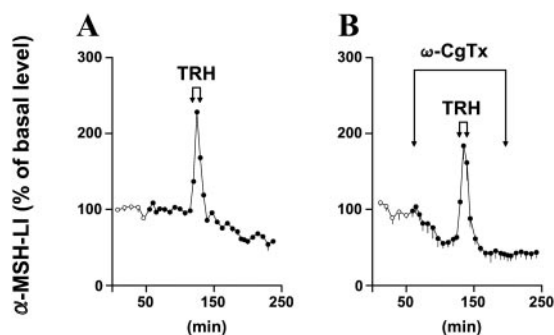 A
B
ω-CgTx
TRH
TRH
α-MSH-LI (% of basal level)
300
200
100
0
300
200
100
0
50
150
250
50
150
250
(min)
(min)